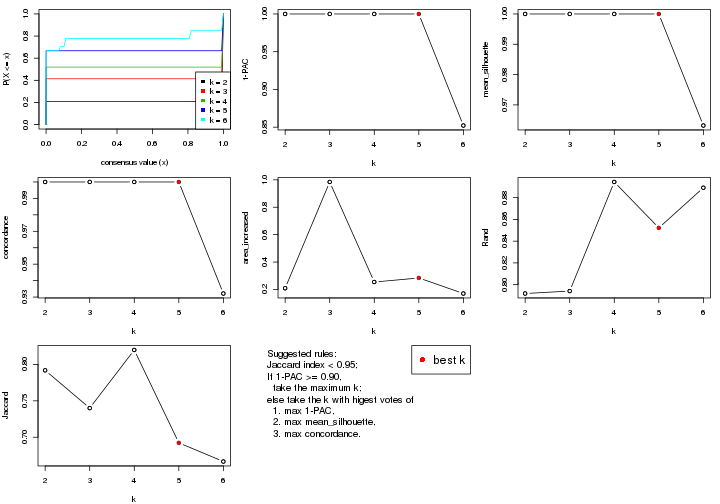 P(X <= x)
1.0
0.8
0.6
0.4
0.2
0.0
k = 2
k = 3
k = 4
k = 5
k = 6
0.0 0.2 0.4 0.6 0.8 1.0
consensus value (x)
1-PAC
1.00
0.95
0.90
0.85
2 3 4 5 6
k
mean_silhouette
1.00
0.99
0.98
0.97
2 3 4 5 6
k
concordance
0.99
0.97
0.95
0.93
2 3 4 5 6
k
area_increased
1.0
0.8
0.6
0.4
0.2
2 3 4 5 6
k
Rand
0.88
0.86
0.84
0.82
0.80
2 3 4 5 6
k
Jaccard
0.80
0.75
0.70
2 3 4 5 6
k
Suggested rules:
Jaccard index < 0.95;
If 1-PAC >= 0.90,
take the maximum k;
else take the k with higest votes of
1. max 1-PAC,
2. max mean_silhouette,
3. max concordance.
best k